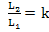 L₂/L₁ = k